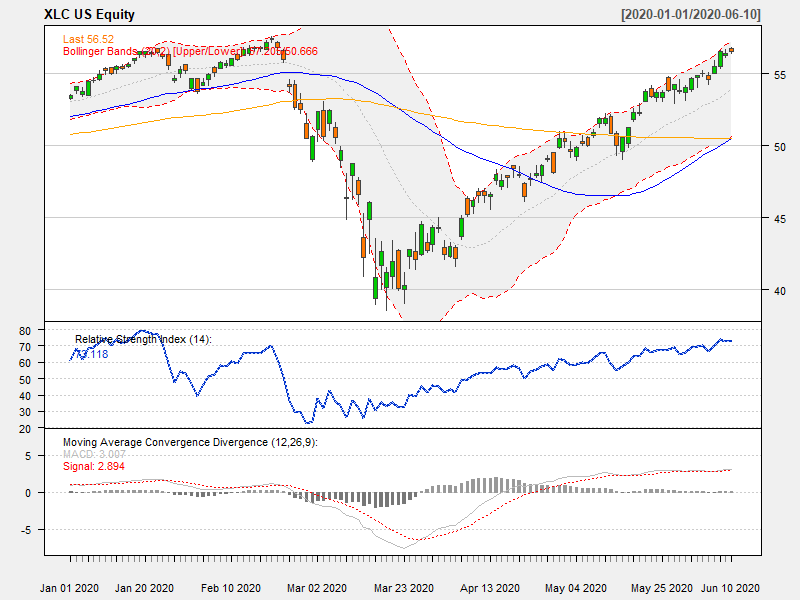 XLC US Equity [2020-01-01/2020-06-10]
Last 56.52
Bollinger Bands (20,2) [Upper/Lower]: 57.205/50.666
55
50
45
40
Relative Strength Index (14):
73.118
80
70
60
50
40
30
20
Moving Average Convergence Divergence (12,26,9):
MACD: 3.007
Signal: 2.894
5
0
-5
Jan 01 2020 Jan 20 2020 Feb 10 2020 Mar 02 2020 Mar 23 2020 Apr 13 2020 May 04 2020 May 25 2020 Jun 10 2020